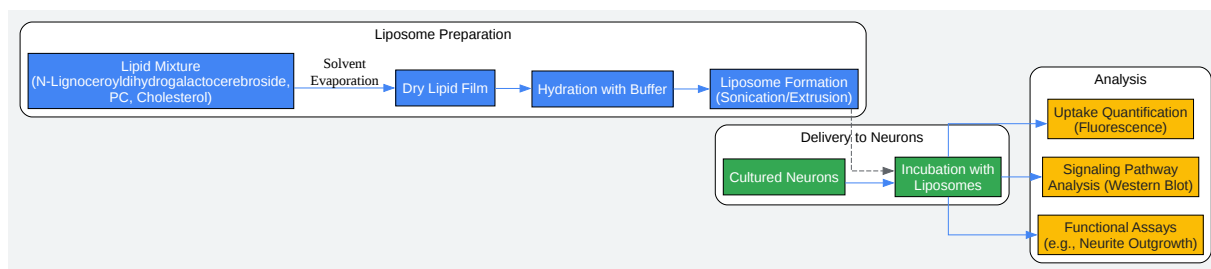 Liposome Preparation
Lipid Mixture
(N-Lignoceroyldihydrogalactocerebroside,
PC, Cholesterol)
Solvent
Evaporation
Dry Lipid Film
Hydration with Buffer
Liposome Formation
(Sonication/Extrusion)
Delivery to Neurons
Cultured Neurons
Incubation with
Liposomes
Analysis
Uptake Quantification
(Fluorescence)
Signaling Pathway
Analysis (Western Blot)
Functional Assays
(e.g., Neurite Outgrowth)